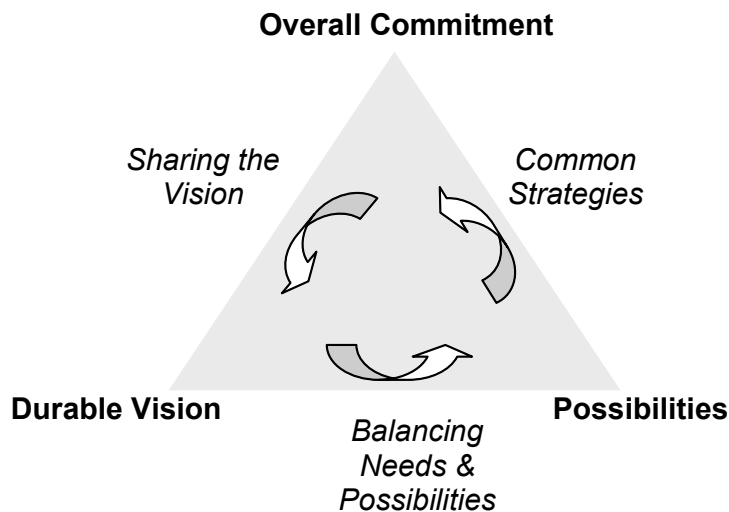 Overall Commitment
Sharing the
Vision
Common
Strategies
Durable Vision
Possibilities
Balancing
Needs &
Possibilities